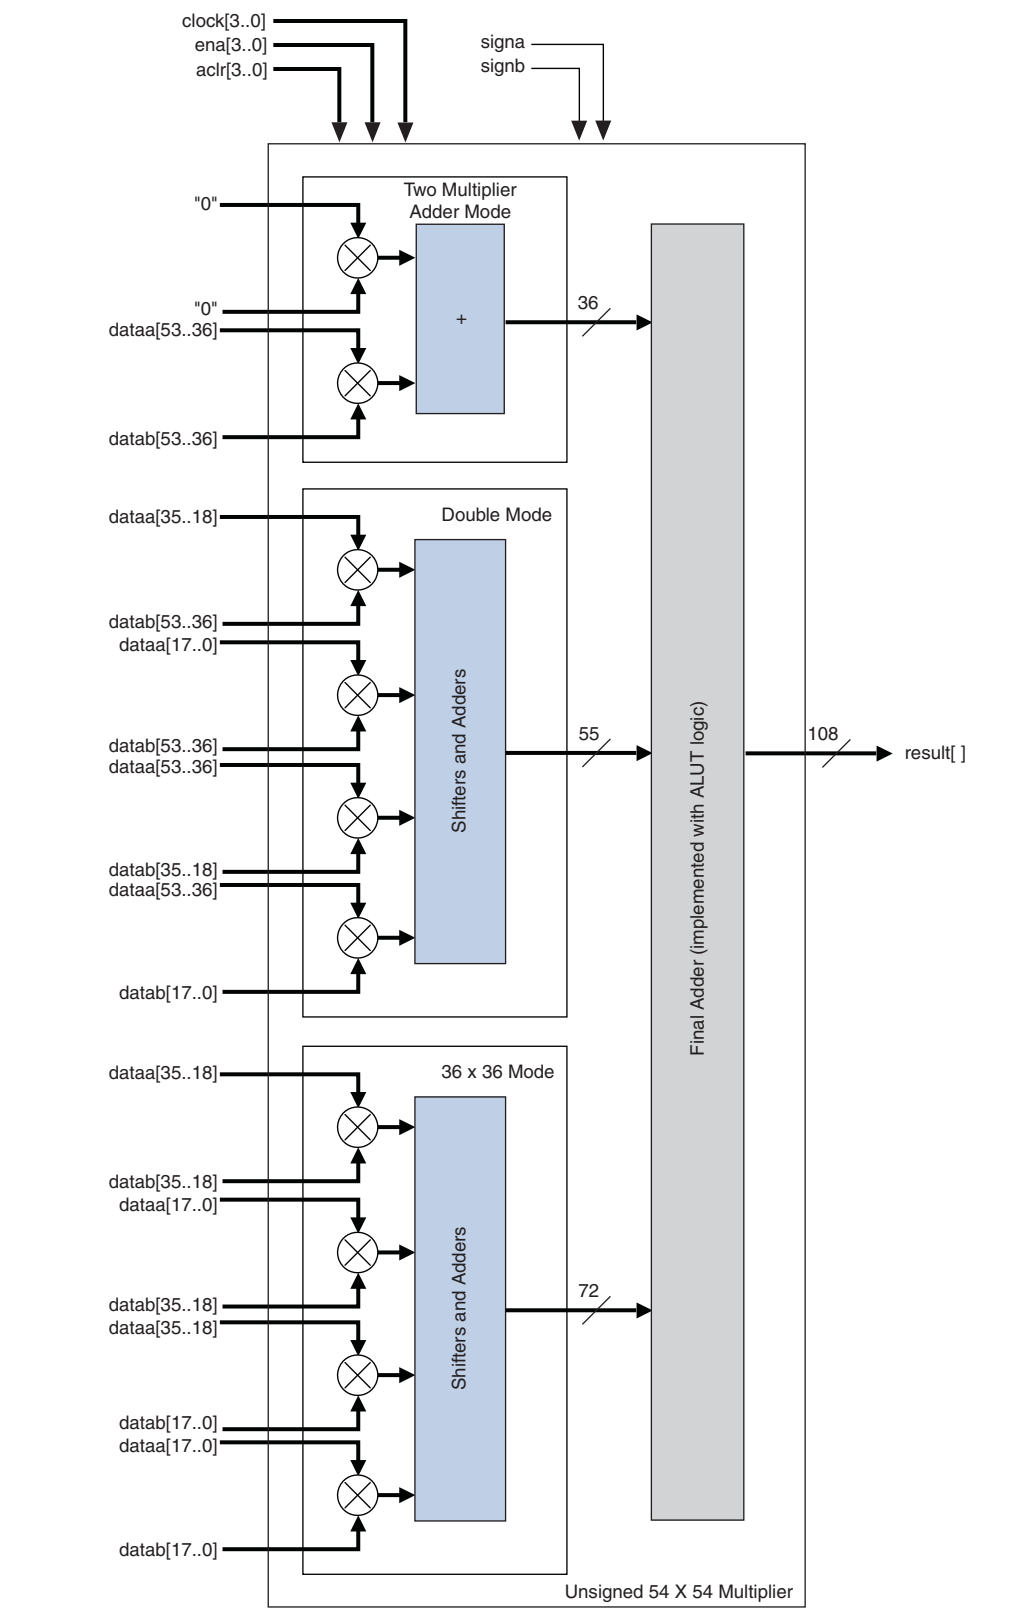 clock[3..0]
ena[3..0]
aclr[3..0]
signa
signb
Two Multiplier
Adder Mode
"0"
"0"
dataa[53..36]
datab[53..36]
+
36
Double Mode
dataa[35..18]
datab[53..36]
dataa[17..0]
datab[53..36]
dataa[53..36]
datab[35..18]
dataa[53..36]
datab[17..0]
Shifters and Adders
55
Final Adder (implemented with ALUT logic)
108
result[ ]
36 x 36 Mode
dataa[35..18]
datab[35..18]
dataa[17..0]
datab[35..18]
dataa[35..18]
datab[17..0]
dataa[17..0]
datab[17..0]
Shifters and Adders
72
Unsigned 54 X 54 Multiplier